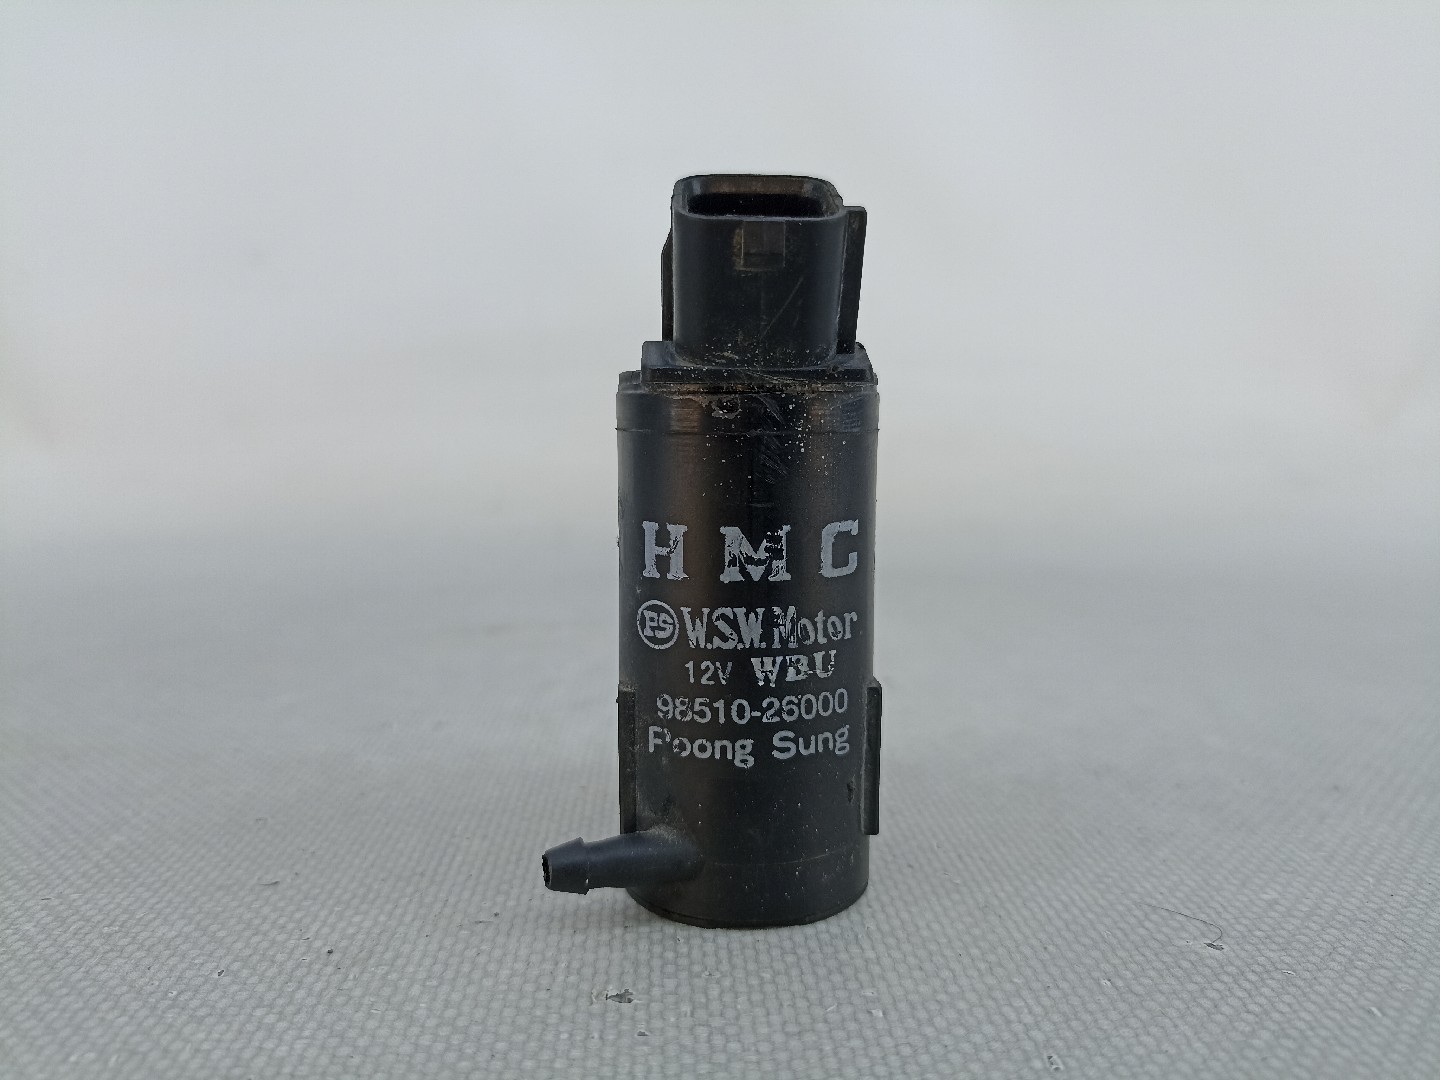 HMC
PS W.S.W. Motor
12V WBU
98510-26000
Poong Sung